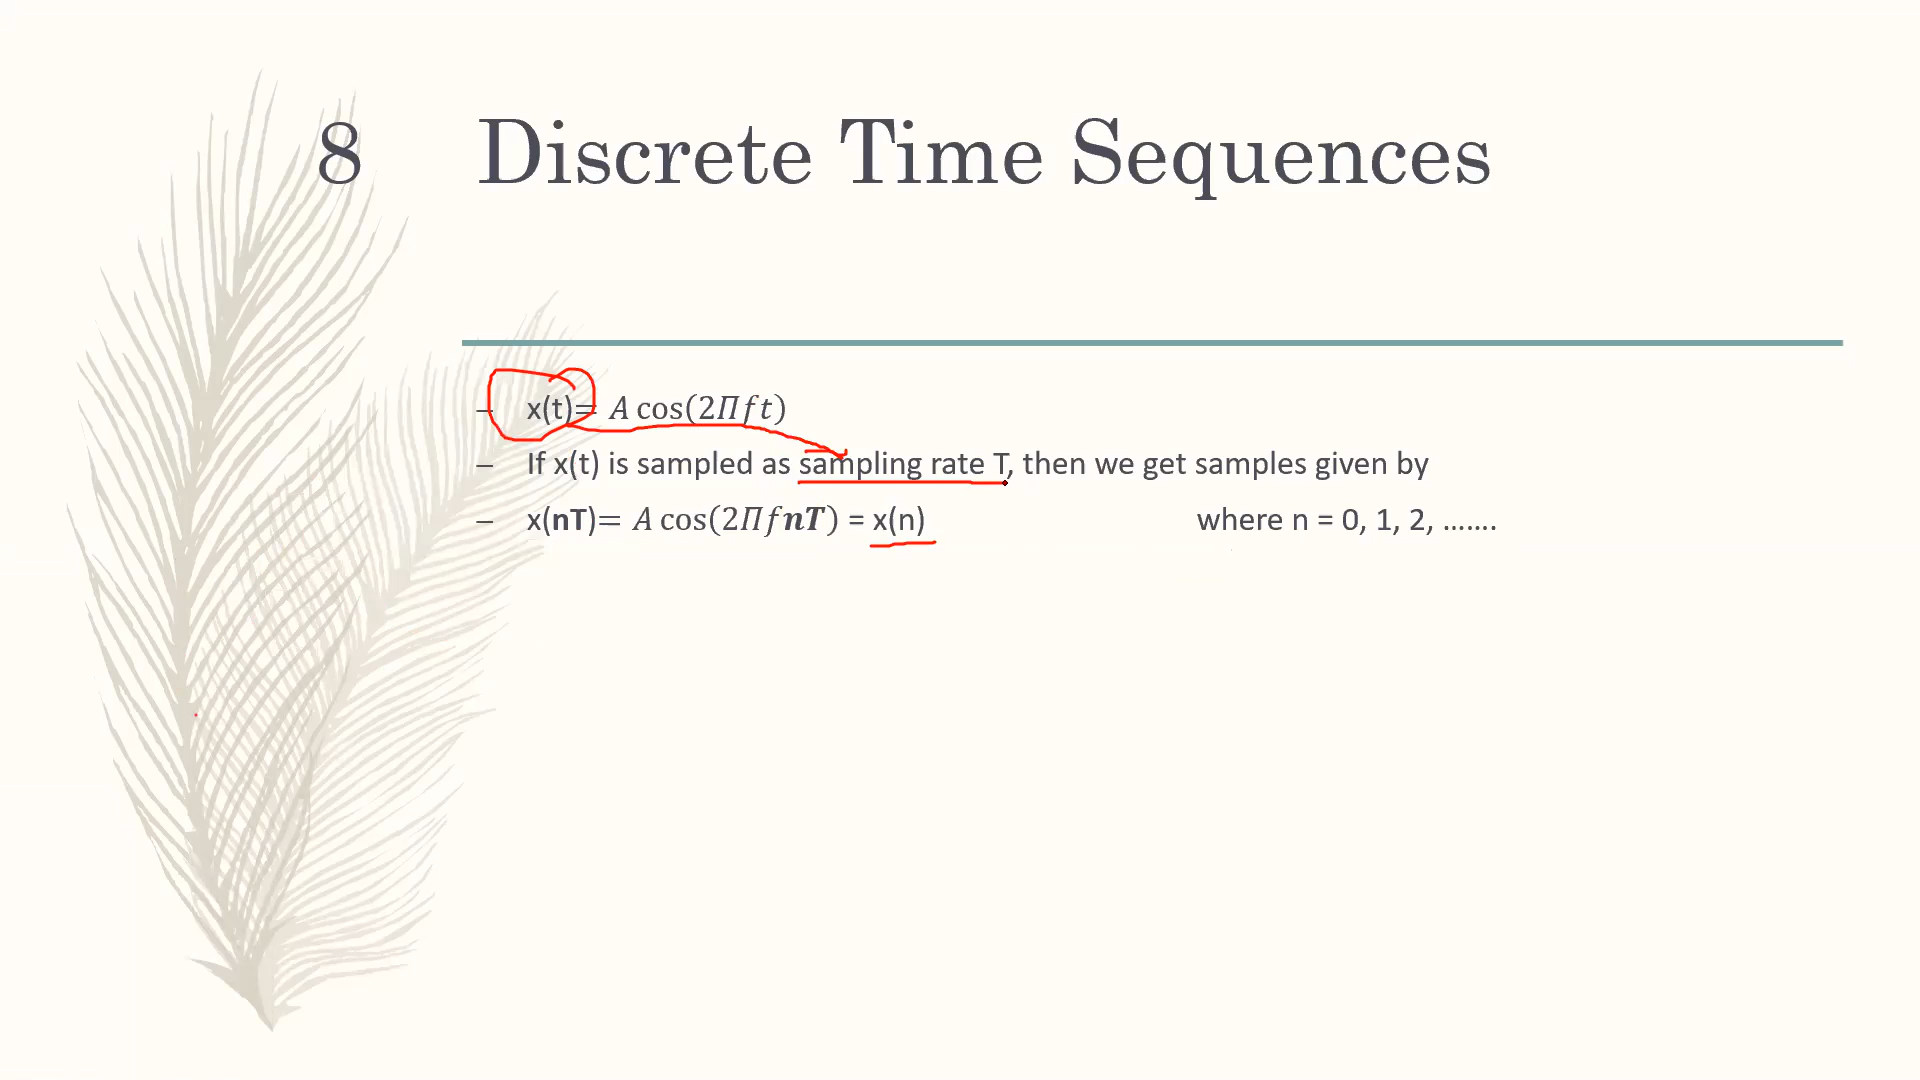 8 Discrete Time Sequences
– x(t)= A cos(2Πft)
– If x(t) is sampled as sampling rate T, then we get samples given by
– x(nT)= A cos(2ΠfnT) = x(n) where n = 0, 1, 2, …….